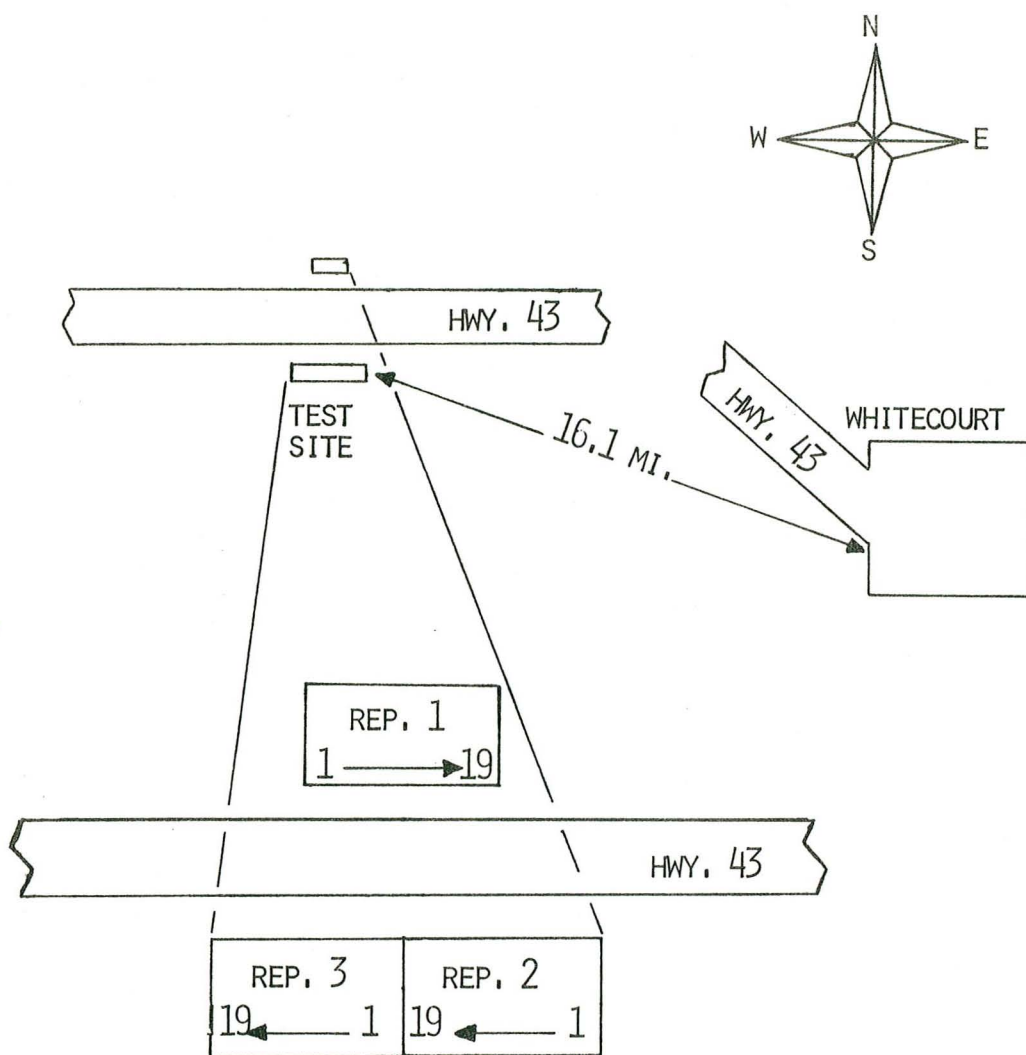 N
W E
S
HWY. 43
TEST
SITE
16.1 MI.
HWY. 43
WHITECOURT
REP. 1
1 19
HWY. 43
REP. 3
19 1
REP. 2
19 1